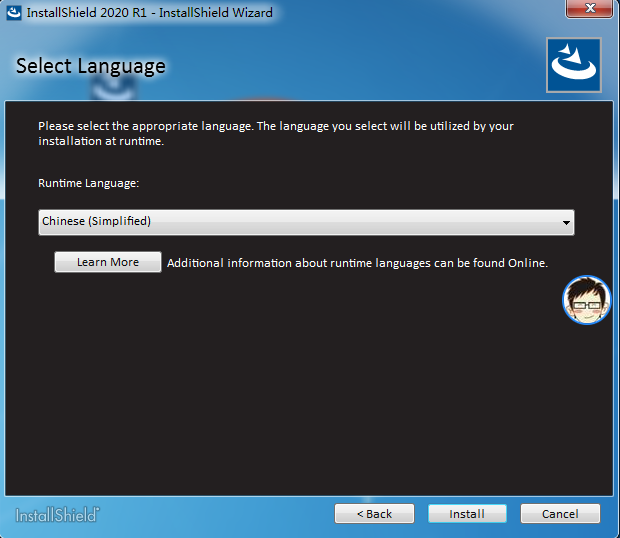 InstallShield 2020 R1 - InstallShield Wizard
Select Language
Please select the appropriate language. The language you select will be utilized by your
installation at runtime.
Runtime Language:
Chinese (Simplified)
Learn More Additional information about runtime languages can be found Online.
InstallShield
< Back Install Cancel